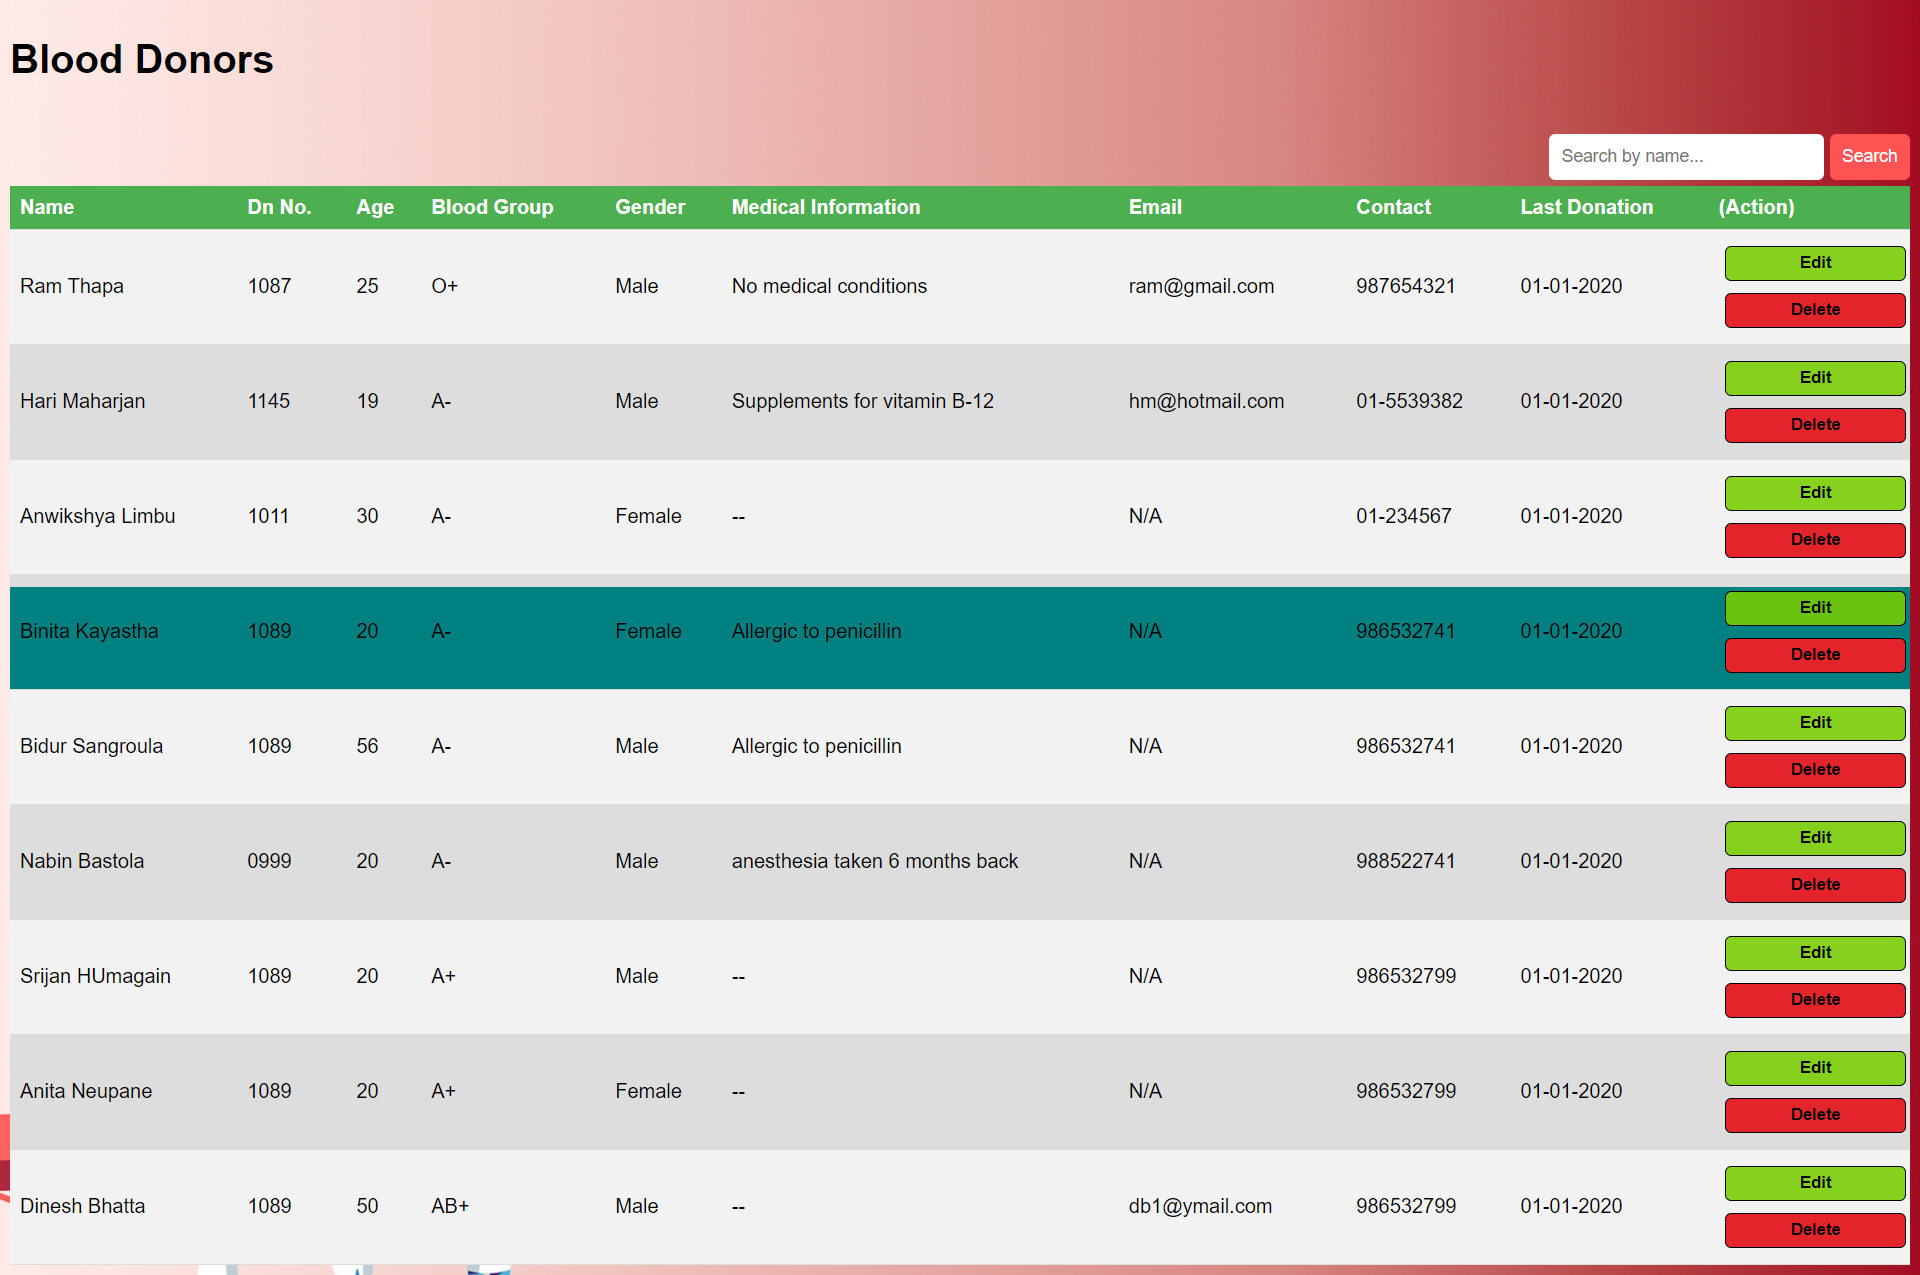 Blood Donors
Search by name... Search
Name Dn No. Age Blood Group Gender Medical Information Email Contact Last Donation (Action)
Ram Thapa 1087 25 O+ Male No medical conditions ram@gmail.com 987654321 01-01-2020 Edit
Delete
Hari Maharjan 1145 19 A- Male Supplements for vitamin B-12 hm@hotmail.com 01-5539382 01-01-2020 Edit
Delete
Anwikshya Limbu 1011 30 A- Female -- N/A 01-234567 01-01-2020 Edit
Delete
Binita Kayastha 1089 20 A- Female Allergic to penicillin N/A 986532741 01-01-2020 Edit
Delete
Bidur Sangroula 1089 56 A- Male Allergic to penicillin N/A 986532741 01-01-2020 Edit
Delete
Nabin Bastola 0999 20 A- Male anesthesia taken 6 months back N/A 988522741 01-01-2020 Edit
Delete
Srijan HUmagain 1089 20 A+ Male -- N/A 986532799 01-01-2020 Edit
Delete
Anita Neupane 1089 20 A+ Female -- N/A 986532799 01-01-2020 Edit
Delete
Dinesh Bhatta 1089 50 AB+ Male -- db1@ymail.com 986532799 01-01-2020 Edit
Delete